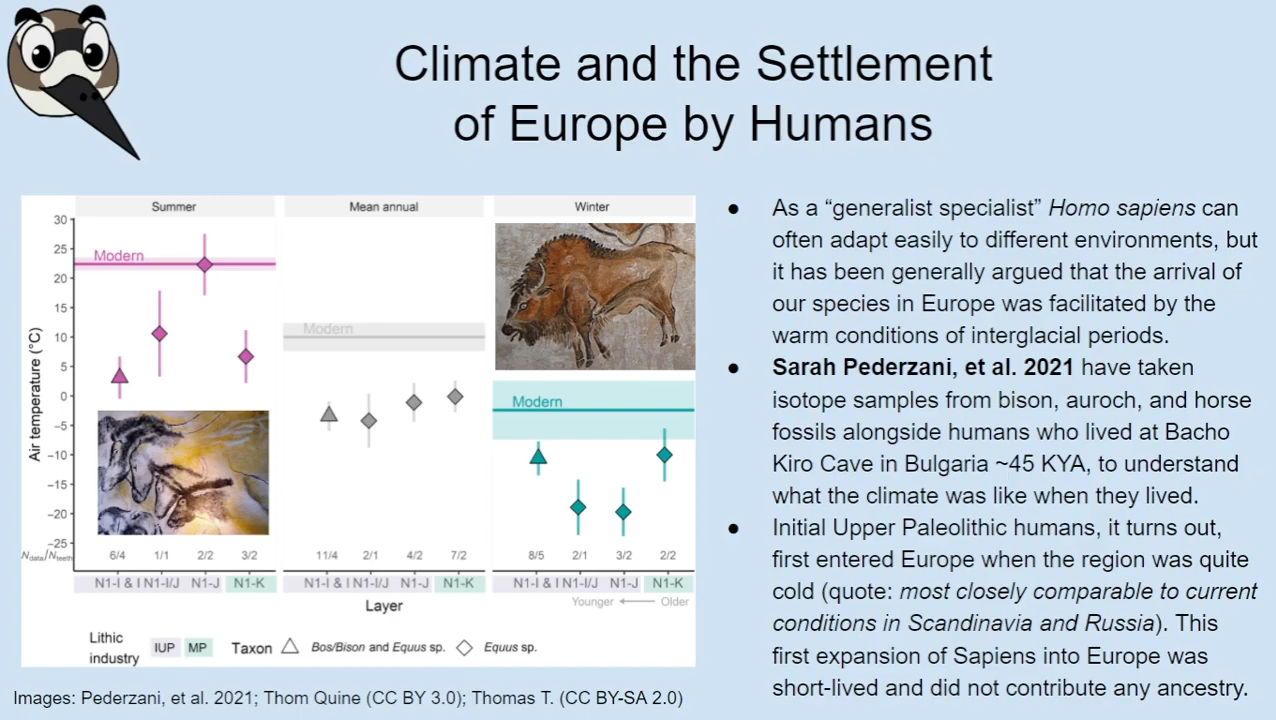 Climate and the Settlement
of Europe by Humans
Summer
Mean annual
Winter
30
25
20
15
10
5
0
−5
−10
−15
−20
−25
Air temperature (°C)
Modern
Modern
Modern
Ndata/Nteeth
6/4 1/1 2/2 3/2
11/4 2/1 4/2 7/2
8/5 2/1 3/2 2/2
N1-I & I N1-I/J N1-J N1-K
N1-I & I N1-I/J N1-J N1-K
N1-I & I N1-I/J N1-J N1-K
Layer
Younger ← Older
Lithic
industry
IUP MP
Taxon
Bos/Bison and Equus sp.
Equus sp.
Images: Pederzani, et al. 2021; Thom Quine (CC BY 3.0); Thomas T. (CC BY-SA 2.0)
● As a “generalist specialist” Homo sapiens can
often adapt easily to different environments, but
it has been generally argued that the arrival of
our species in Europe was facilitated by the
warm conditions of interglacial periods.
● Sarah Pederzani, et al. 2021 have taken
isotope samples from bison, auroch, and horse
fossils alongside humans who lived at Bacho
Kiro Cave in Bulgaria ~45 KYA, to understand
what the climate was like when they lived.
● Initial Upper Paleolithic humans, it turns out,
first entered Europe when the region was quite
cold (quote: most closely comparable to current
conditions in Scandinavia and Russia). This
first expansion of Sapiens into Europe was
short-lived and did not contribute any ancestry.